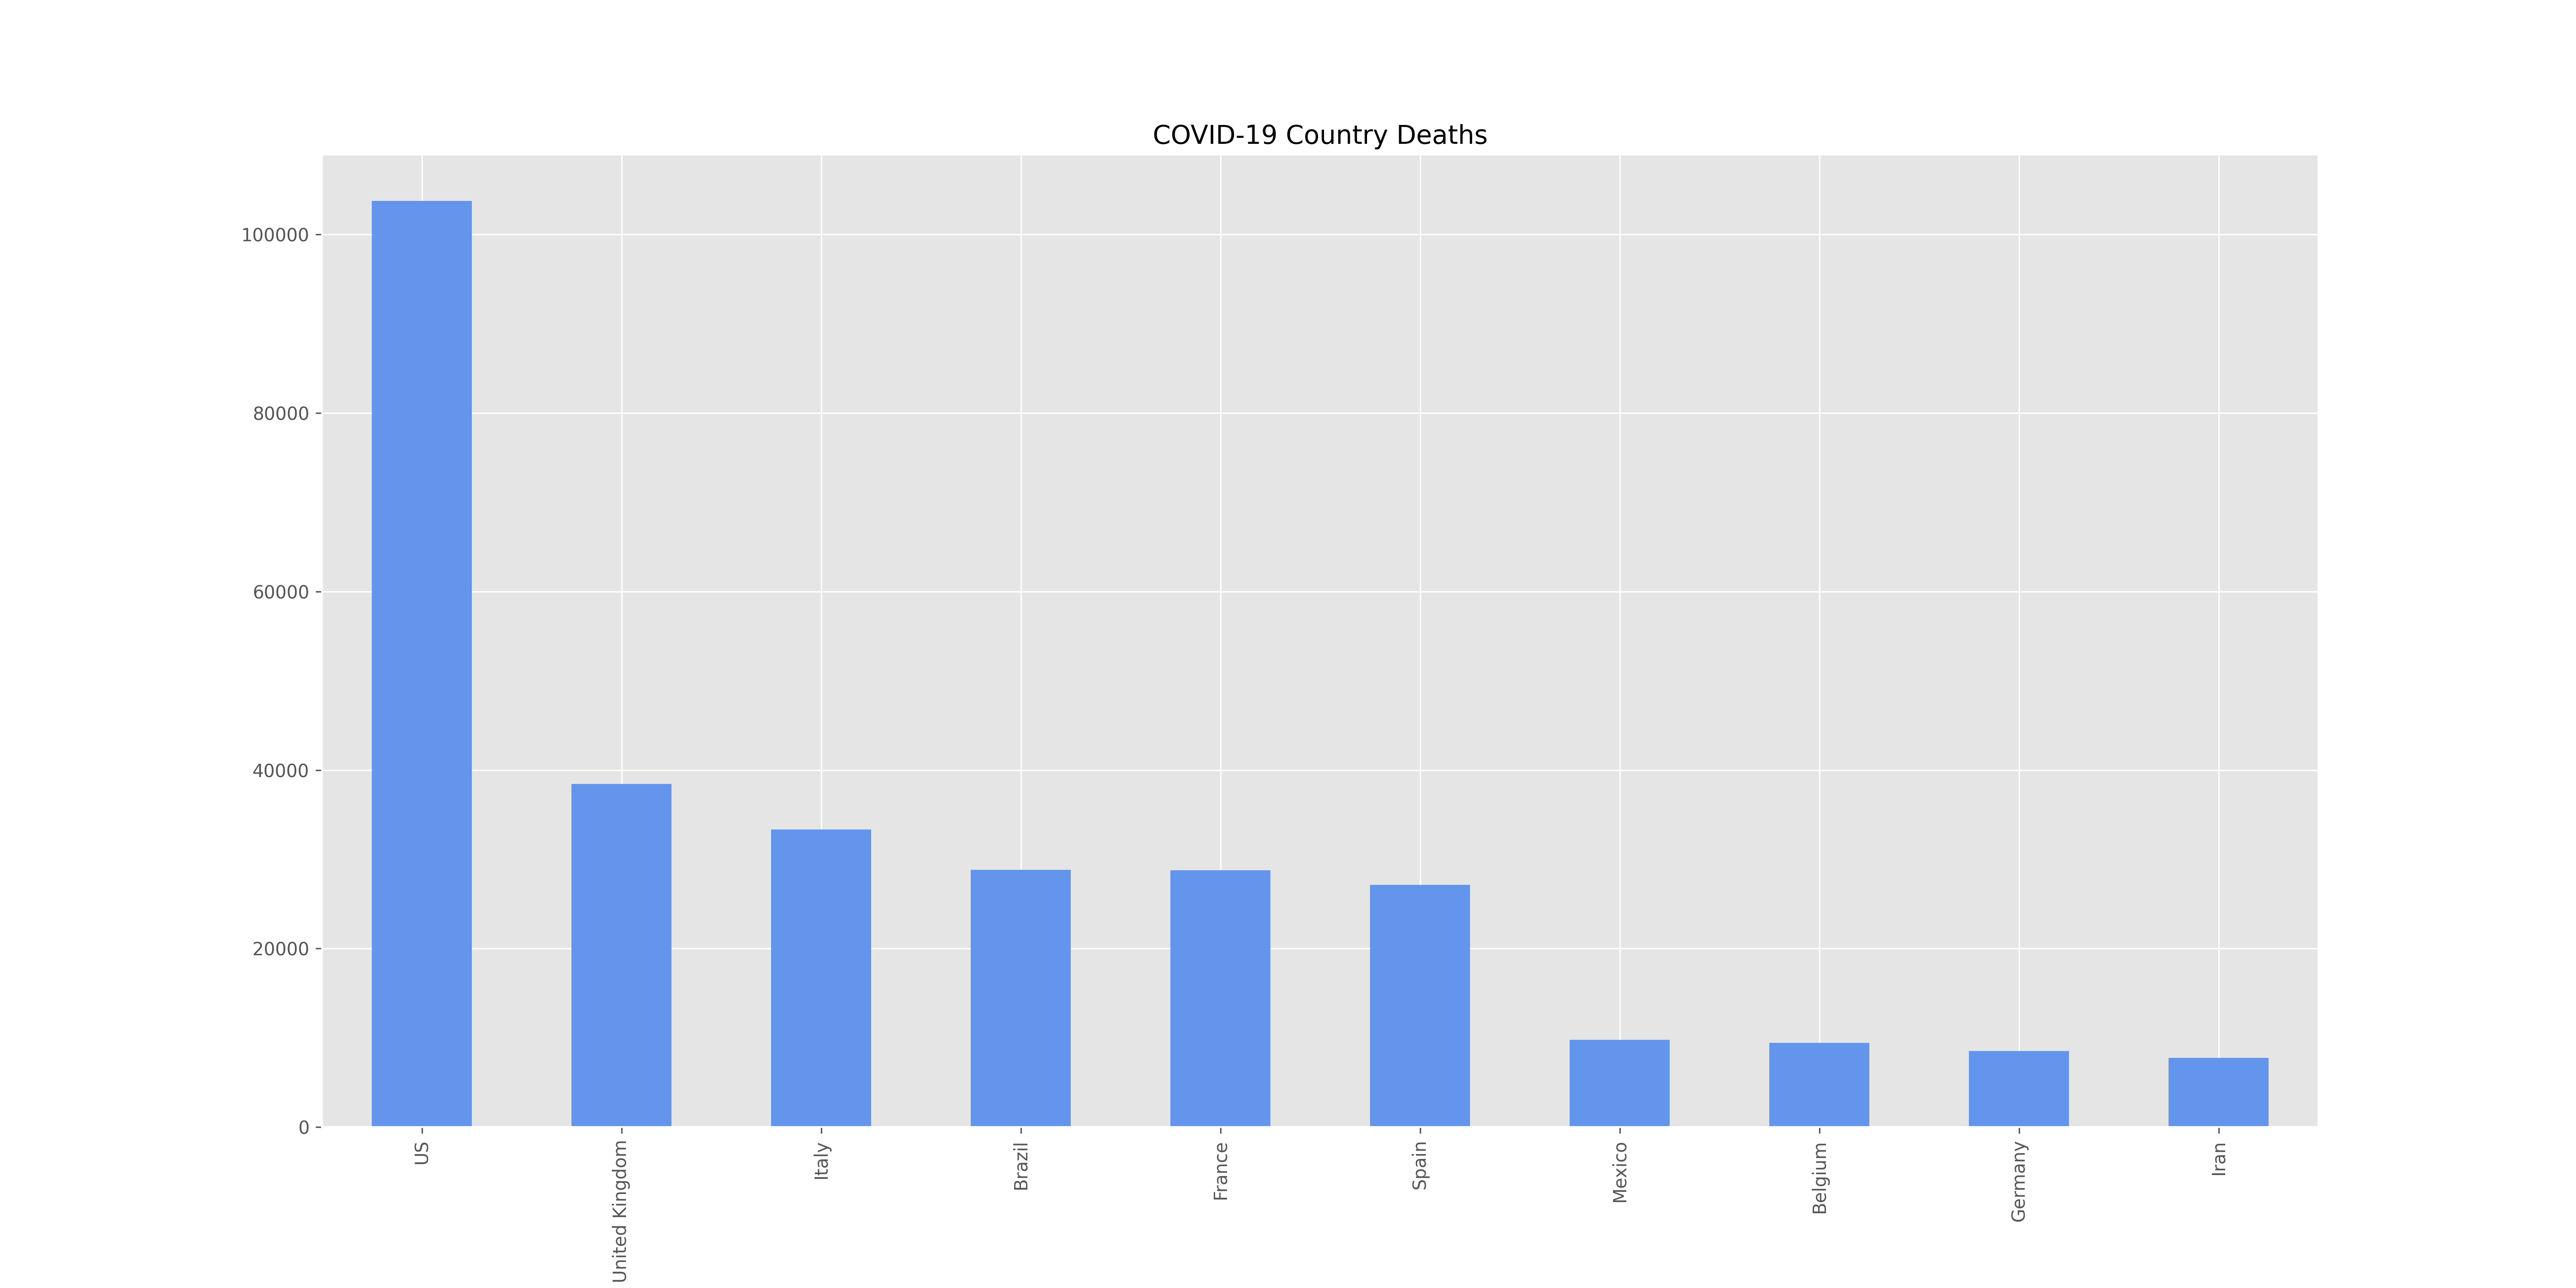 COVID-19 Country Deaths
100000
80000
60000
40000
20000
0
US
United Kingdom
Italy
Brazil
France
Spain
Mexico
Belgium
Germany
Iran